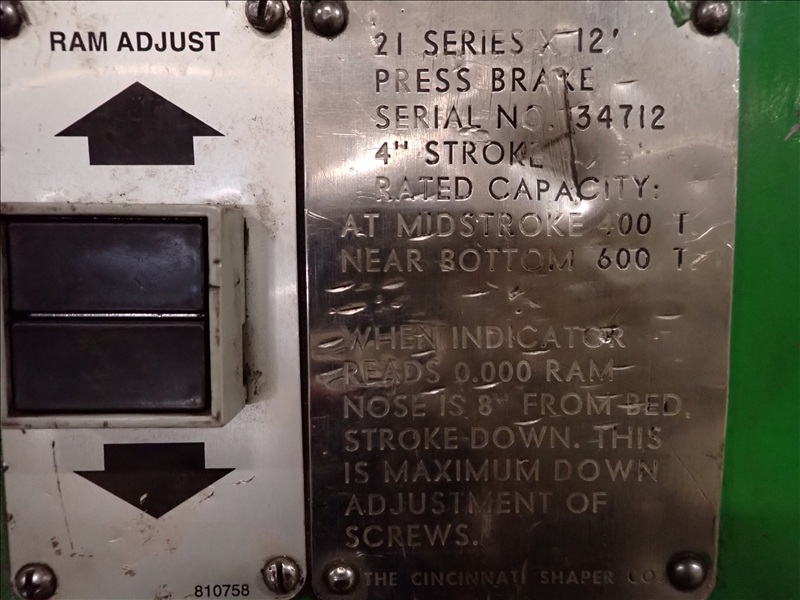 RAM ADJUST
810758
21 SERIES X 12'
PRESS BRAKE
SERIAL NO. 34712
4" STROKE
RATED CAPACITY:
AT MIDSTROKE 400 T.
NEAR BOTTOM 600 T.
WHEN INDICATOR
READS 0.000 RAM
NOSE IS 8" FROM BED,
STROKE DOWN. THIS
IS MAXIMUM DOWN
ADJUSTMENT OF
SCREWS.
THE CINCINNATI SHAPER CO.